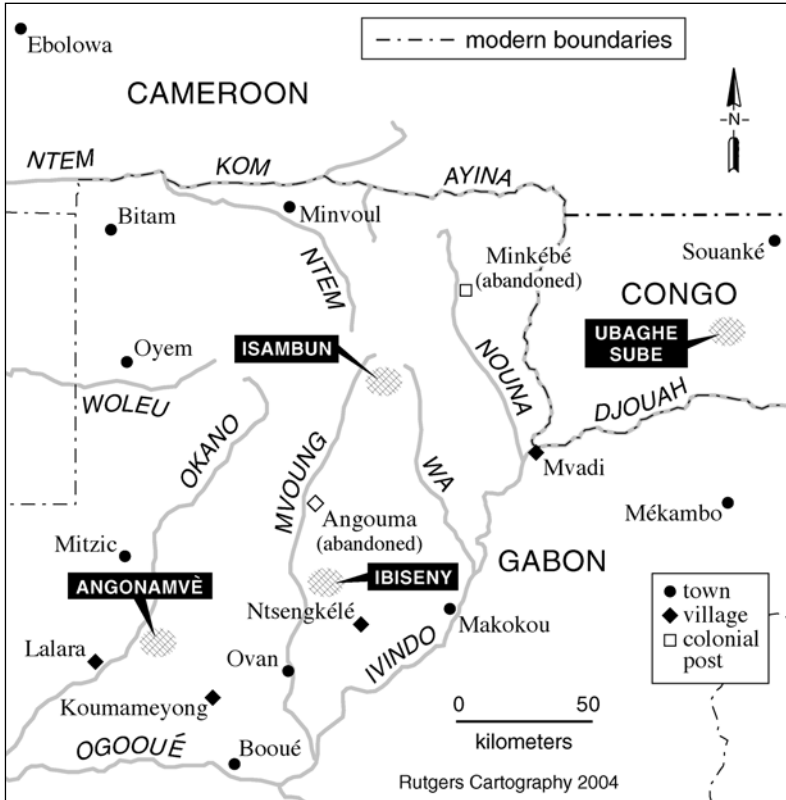 Ebolowa
modern boundaries
CAMEROON
N
NTEM
KOM
AYINA
Bitam
Minvoul
Souanké
Minkébé
(abandoned)
NTEM
CONGO
UBAGHE
SUBE
Oyem
ISAMBUN
NOUNA
WOLEU
DJOUAH
OKANO
MVOUNG
WA
Mvadi
Mékambo
Angouma
(abandoned)
Mitzic
GABON
ANGONAMVÈ
IBISENY
town
village
colonial
post
Ntsengkélé
Makokou
Lalara
Ovan
IVINDO
Koumameyong
0 50
kilometers
OGOOUÉ
Booué
Rutgers Cartography 2004